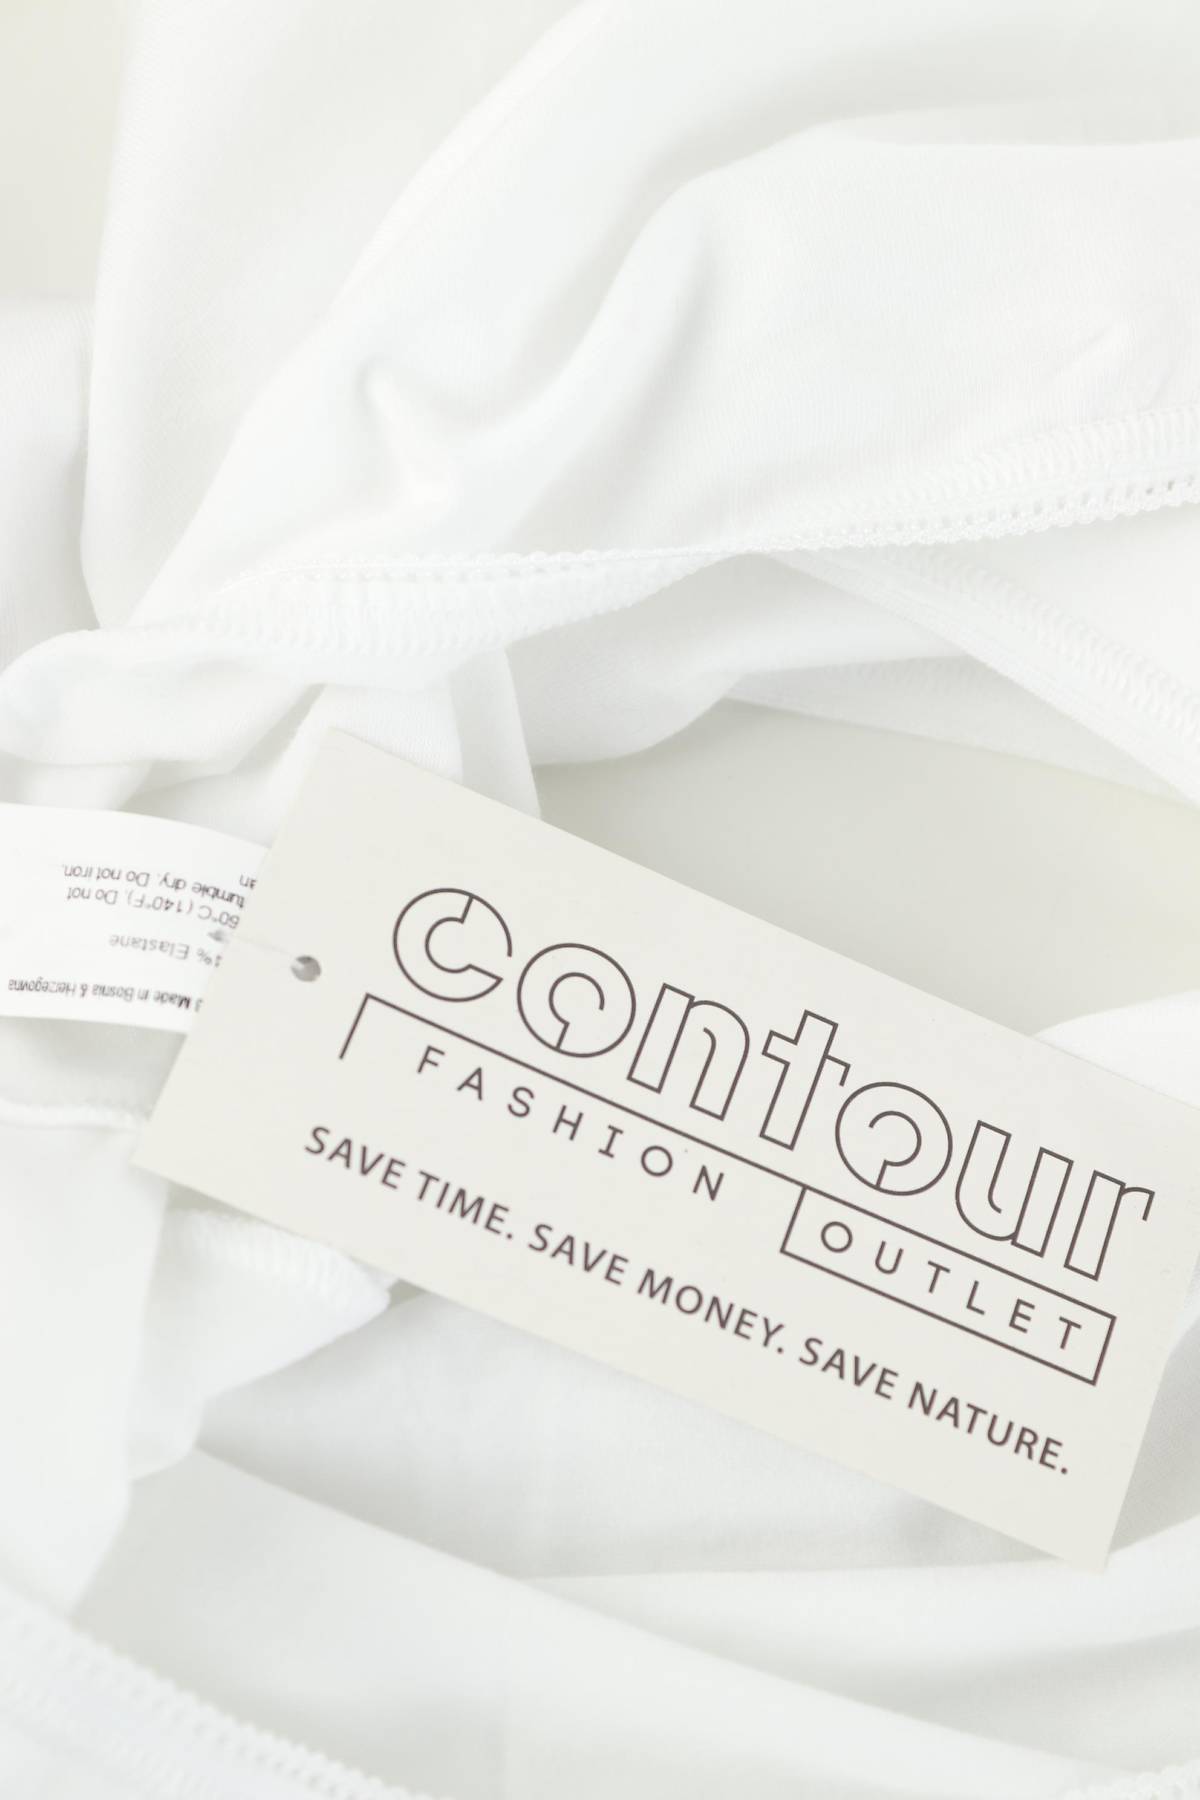 contour
FASHION
OUTLET
SAVE TIME. SAVE MONEY. SAVE NATURE.
Made in Bosnia & Herzegovina
1% Elastane
60°C (140°F). Do not
tumble dry. Do not iron.